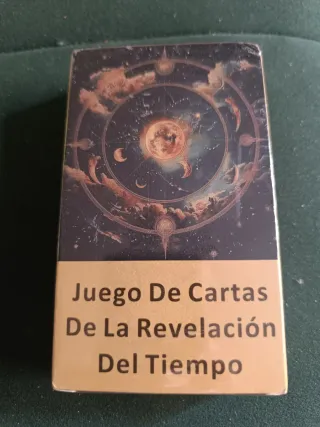 Juego De Cartas
De La Revelación
Del Tiempo